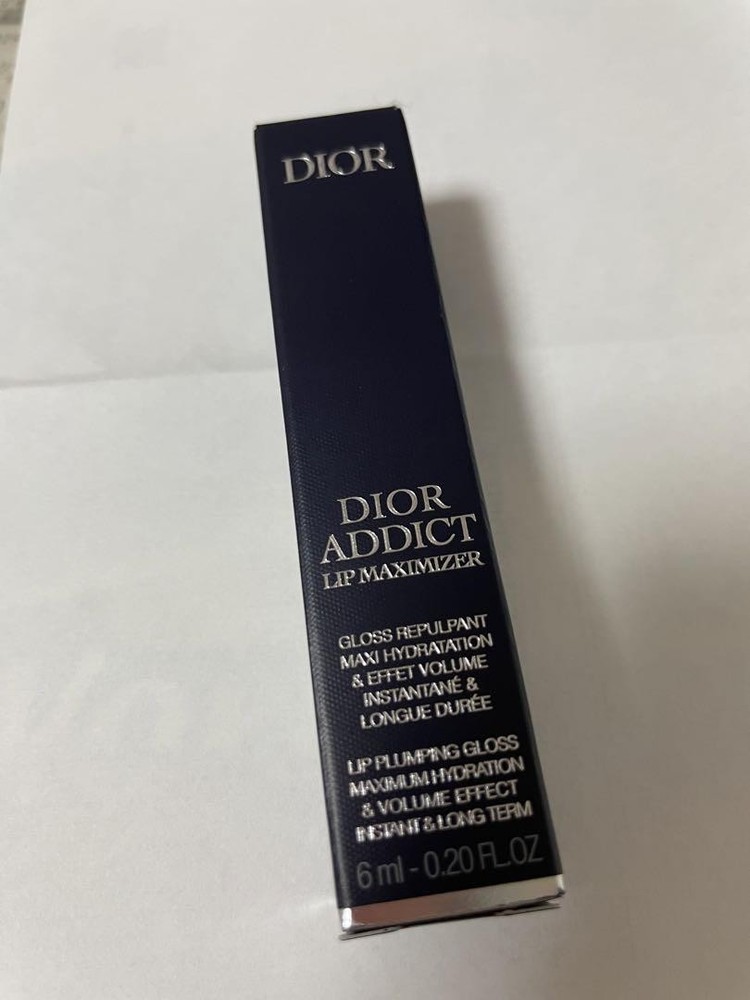 DIOR
DIOR
ADDICT
LIP MAXIMIZER
GLOSS REPULPANT
MAXI HYDRATATION
& EFFET VOLUME
INSTANTANÉ &
LONGUE DURÉE
LIP PLUMPING GLOSS
MAXIMUM HYDRATION
& VOLUME EFFECT
INSTANT & LONG TERM
6 ml - 0.20 FL.OZ